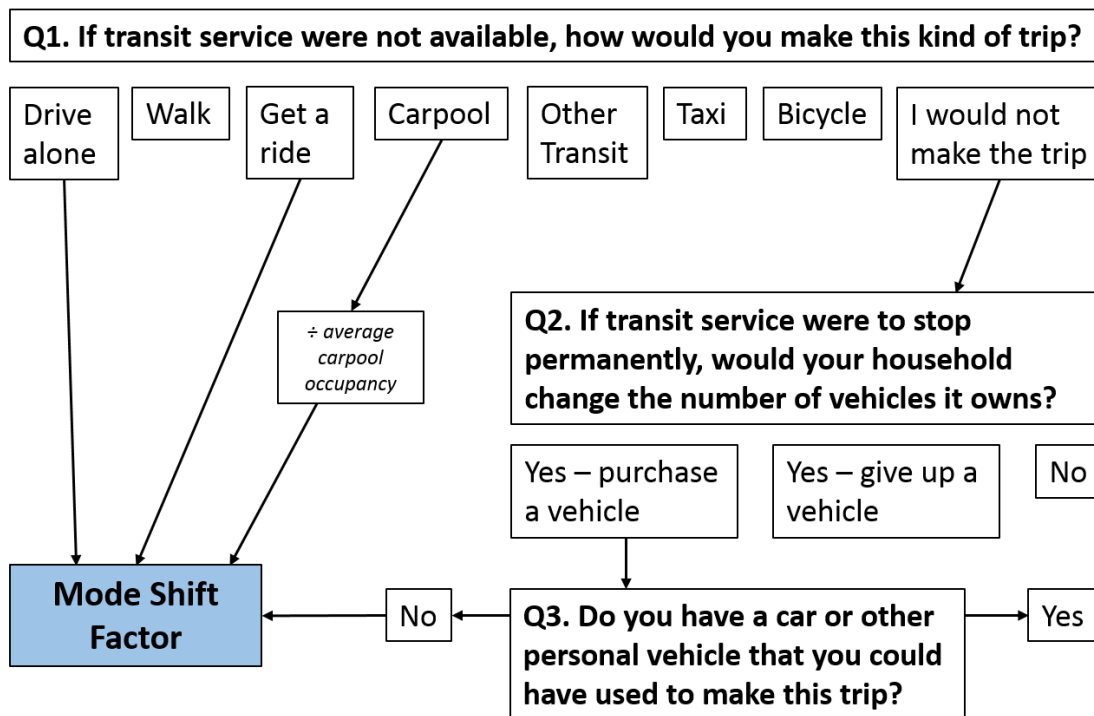 Q1. If transit service were not available, how would you make this kind of trip?
Drive
alone
Walk
Get a
ride
Carpool
Other
Transit
Taxi
Bicycle
I would not
make the trip
÷ average
carpool
occupancy
Q2. If transit service were to stop
permanently, would your household
change the number of vehicles it owns?
Yes – purchase
a vehicle
Yes – give up a
vehicle
No
Mode Shift
Factor
No
Q3. Do you have a car or other
personal vehicle that you could
have used to make this trip?
Yes